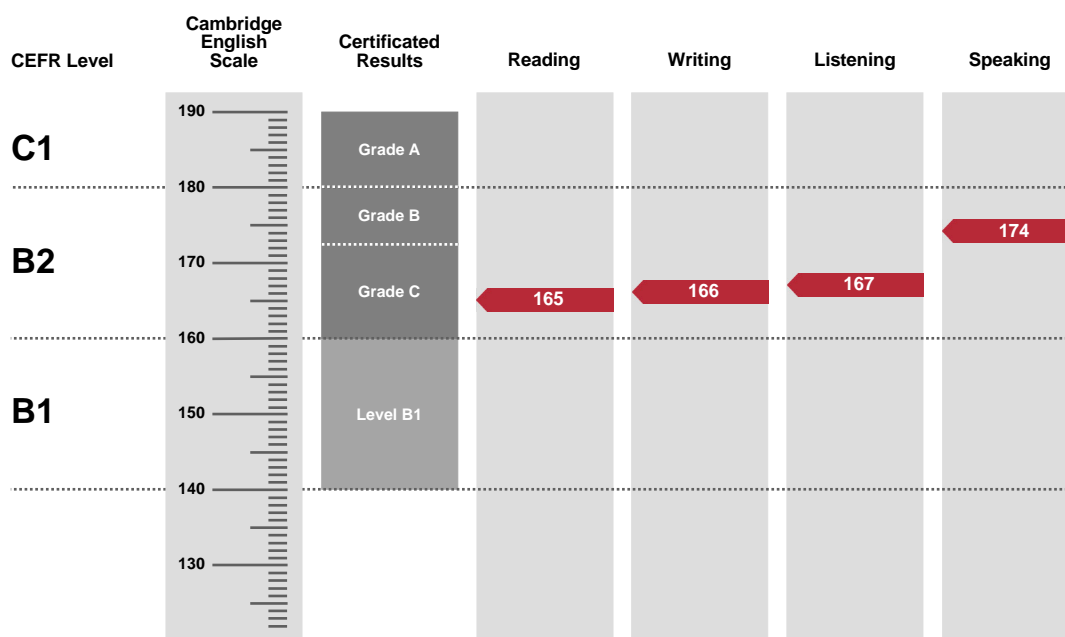 CEFR Level
Cambridge
English
Scale
Certificated
Results
Reading
Writing
Listening
Speaking
190
C1
Grade A
180
Grade B
174
B2
170
Grade C
165
166
167
160
B1
150
Level B1
140
130